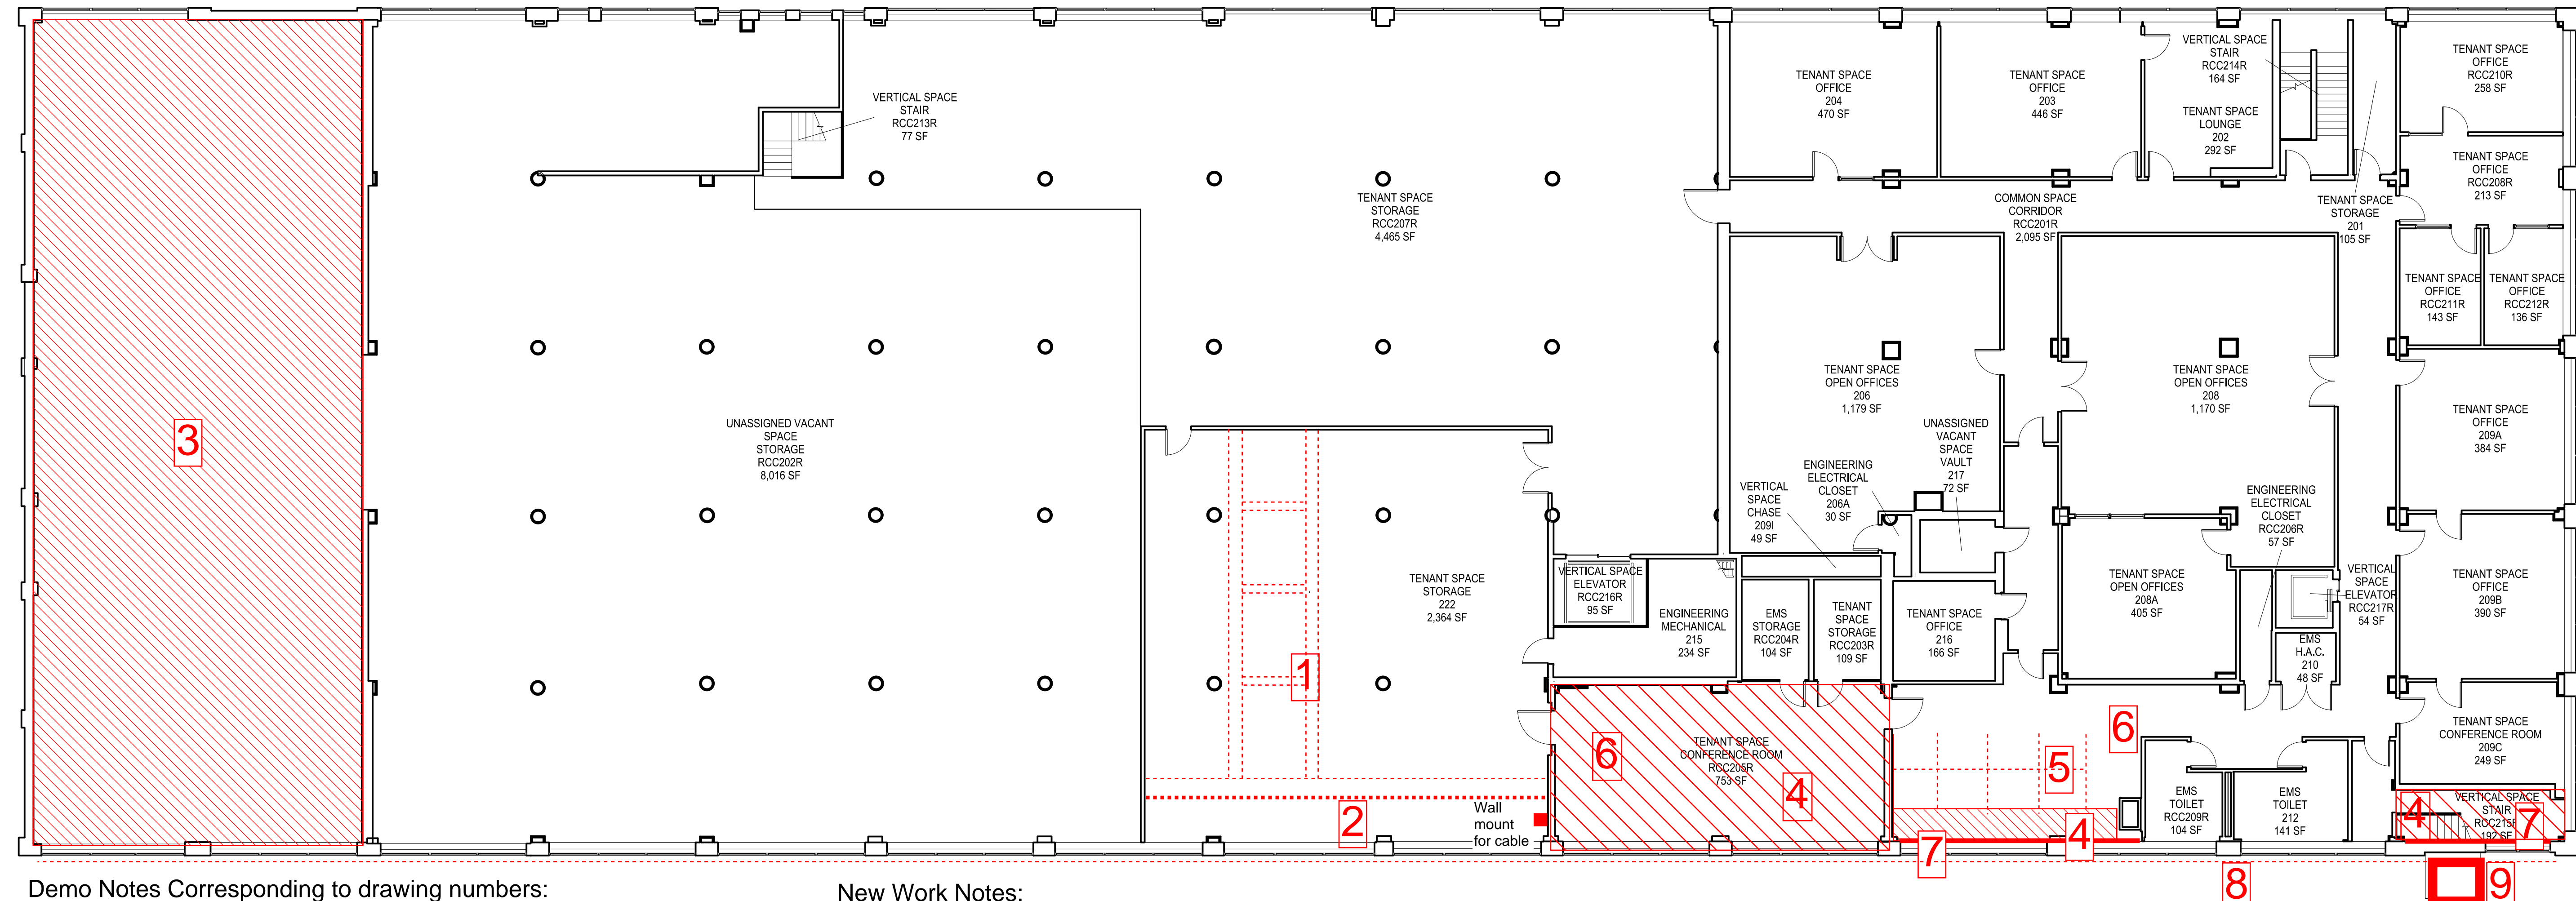 VERTICAL SPACE
STAIR
RCC213R
77 SF
TENANT SPACE
OFFICE
204
470 SF
TENANT SPACE
OFFICE
203
446 SF
VERTICAL SPACE
STAIR
RCC214R
164 SF
TENANT SPACE
LOUNGE
202
292 SF
TENANT SPACE
OFFICE
RCC210R
258 SF
TENANT SPACE
OFFICE
RCC208R
213 SF
TENANT SPACE
STORAGE
RCC207R
4,465 SF
COMMON SPACE
CORRIDOR
RCC201R
2,095 SF
TENANT SPACE
STORAGE
201
105 SF
TENANT SPACE
OFFICE
RCC211R
143 SF
TENANT SPACE
OFFICE
RCC212R
136 SF
3
UNASSIGNED VACANT
SPACE
STORAGE
RCC202R
8,016 SF
TENANT SPACE
OPEN OFFICES
206
1,179 SF
TENANT SPACE
OPEN OFFICES
208
1,170 SF
TENANT SPACE
OFFICE
209A
384 SF
UNASSIGNED
VACANT
SPACE
VAULT
217
72 SF
ENGINEERING
ELECTRICAL
CLOSET
206A
30 SF
VERTICAL
SPACE
CHASE
209I
49 SF
ENGINEERING
ELECTRICAL
CLOSET
RCC206R
57 SF
TENANT SPACE
STORAGE
222
2,364 SF
VERTICAL SPACE
ELEVATOR
RCC216R
95 SF
ENGINEERING
MECHANICAL
215
234 SF
EMS
STORAGE
RCC204R
104 SF
TENANT
SPACE
STORAGE
RCC203R
109 SF
TENANT SPACE
OFFICE
216
166 SF
TENANT SPACE
OPEN OFFICES
208A
405 SF
VERTICAL
SPACE
ELEVATOR
RCC217R
54 SF
EMS
H.A.C.
210
48 SF
TENANT SPACE
OFFICE
209B
390 SF
1
6
TENANT SPACE
CONFERENCE ROOM
RCC205R
753 SF
4
6
5
TENANT SPACE
CONFERENCE ROOM
209C
249 SF
2
Wall
mount
for cable
EMS
TOILET
RCC209R
104 SF
EMS
TOILET
212
141 SF
VERTICAL SPACE
STAIR
RCC215R
192 SF
4
7
4
7
8
9
Demo Notes Corresponding to drawing numbers:
New Work Notes: